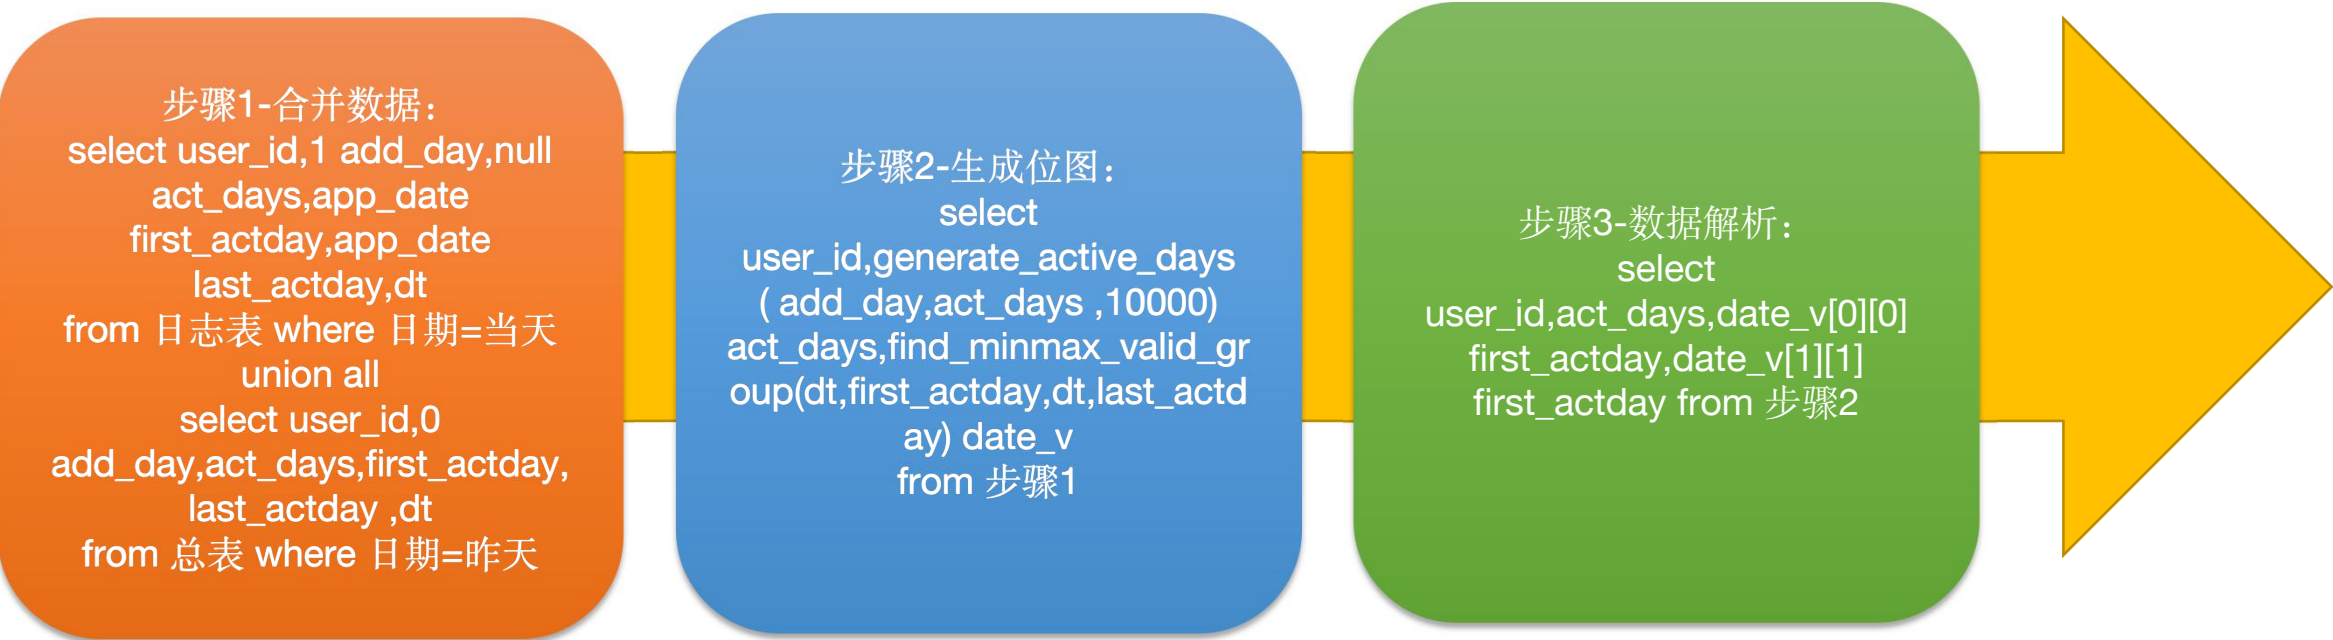 步骤1-合并数据：
select user_id,1 add_day,null
act_days,app_date
first_actday,app_date
last_actday,dt
from 日志表 where 日期=当天
union all
select user_id,0
add_day,act_days,first_actday,
last_actday ,dt
from 总表 where 日期=昨天
步骤2-生成位图：
select
user_id,generate_active_days
( add_day,act_days ,10000)
act_days,find_minmax_valid_gr
oup(dt,first_actday,dt,last_actd
ay) date_v
from 步骤1
步骤3-数据解析：
select
user_id,act_days,date_v[0][0]
first_actday,date_v[1][1]
first_actday from 步骤2